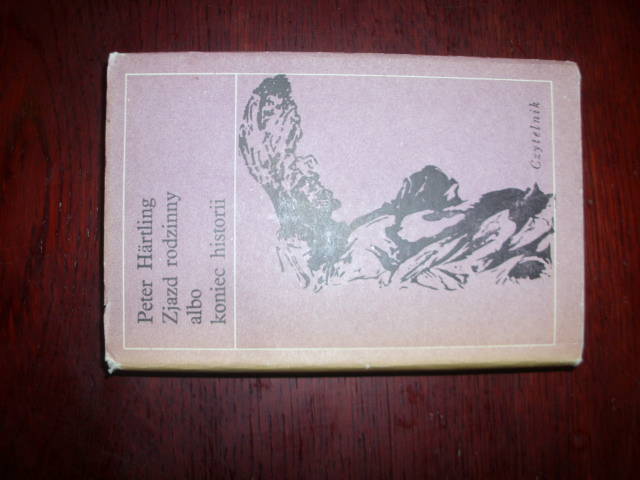 Peter Härtling
Zjazd rodzinny
albo
koniec historii
Czytelnik